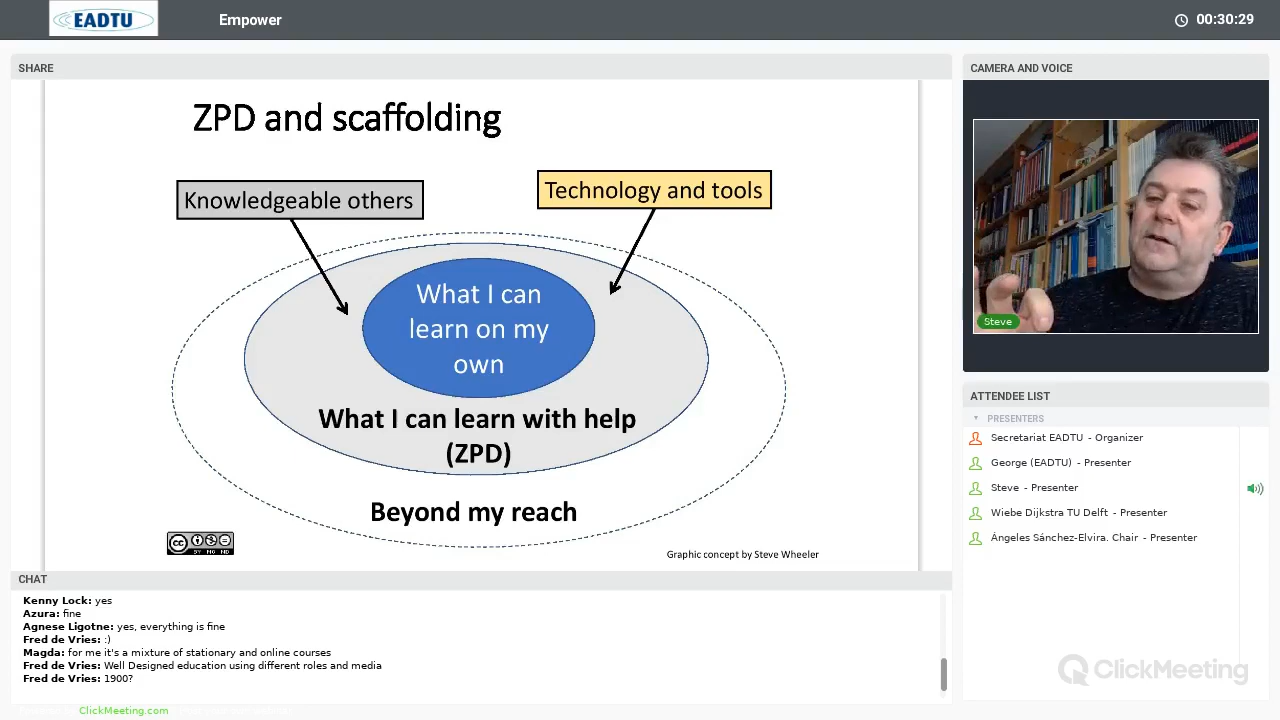 EADTU
Empower
00:30:29
SHARE
ZPD and scaffolding
Knowledgeable others
Technology and tools
What I can
learn on my
own
What I can learn with help
(ZPD)
Beyond my reach
CC
BY NC ND
Graphic concept by Steve Wheeler
CHAT
Kenny Lock: yes
Azura: fine
Agnese Ligotne: yes, everything is fine
Fred de Vries: :)
Magda: for me it's a mixture of stationary and online courses
Fred de Vries: Well Designed education using different roles and media
Fred de Vries: 1900?
ClickMeeting.com
CAMERA AND VOICE
Steve
ATTENDEE LIST
PRESENTERS
Secretariat EADTU - Organizer
George (EADTU) - Presenter
Steve - Presenter
Wiebe Dijkstra TU Delft - Presenter
Ángeles Sánchez-Elvira. Chair - Presenter
ClickMeeting